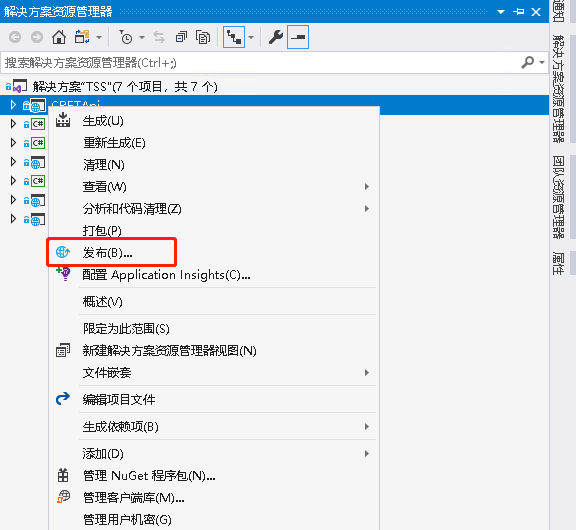 解决方案资源管理器
搜索解决方案资源管理器(Ctrl+;)
解决方案"TSS"(7 个项目，共 7 个)
C#
C#
C#
生成(U)
重新生成(E)
清理(N)
查看(W)
分析和代码清理(Z)
打包(P)
发布(B)...
配置 Application Insights(C)...
概述(V)
限定为此范围(S)
新建解决方案资源管理器视图(N)
文件嵌套
编辑项目文件
生成依赖项(B)
添加(D)
管理 NuGet 程序包(N)...
管理客户端库(M)...
管理用户机密(G)
通知
解决方案资源管理器
团队资源管理器
属性